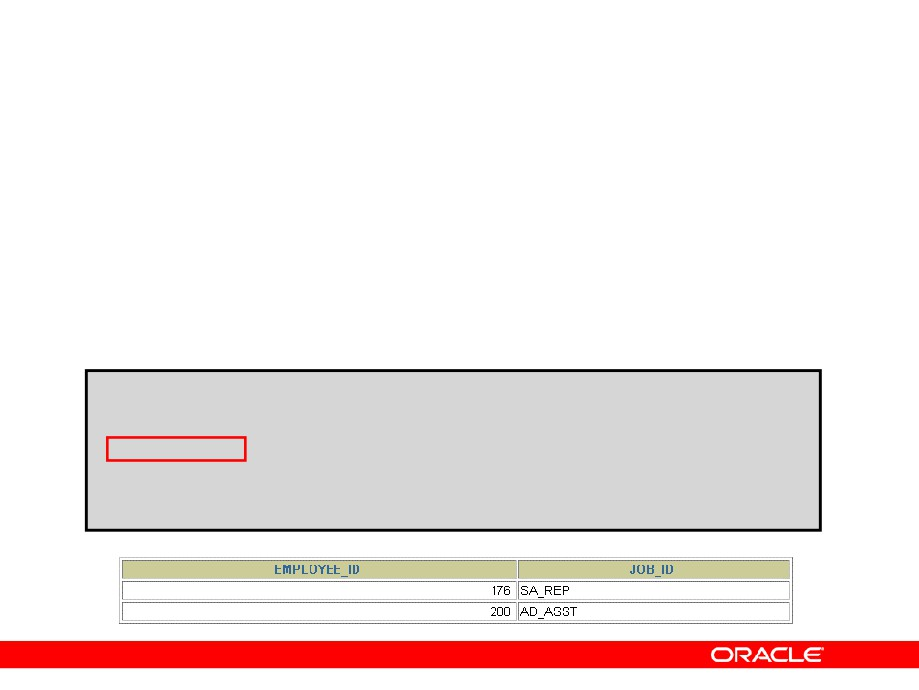 EMPLOYEE_ID JOB_ID
176 SA_REP
200 AD_ASST
ORACLE